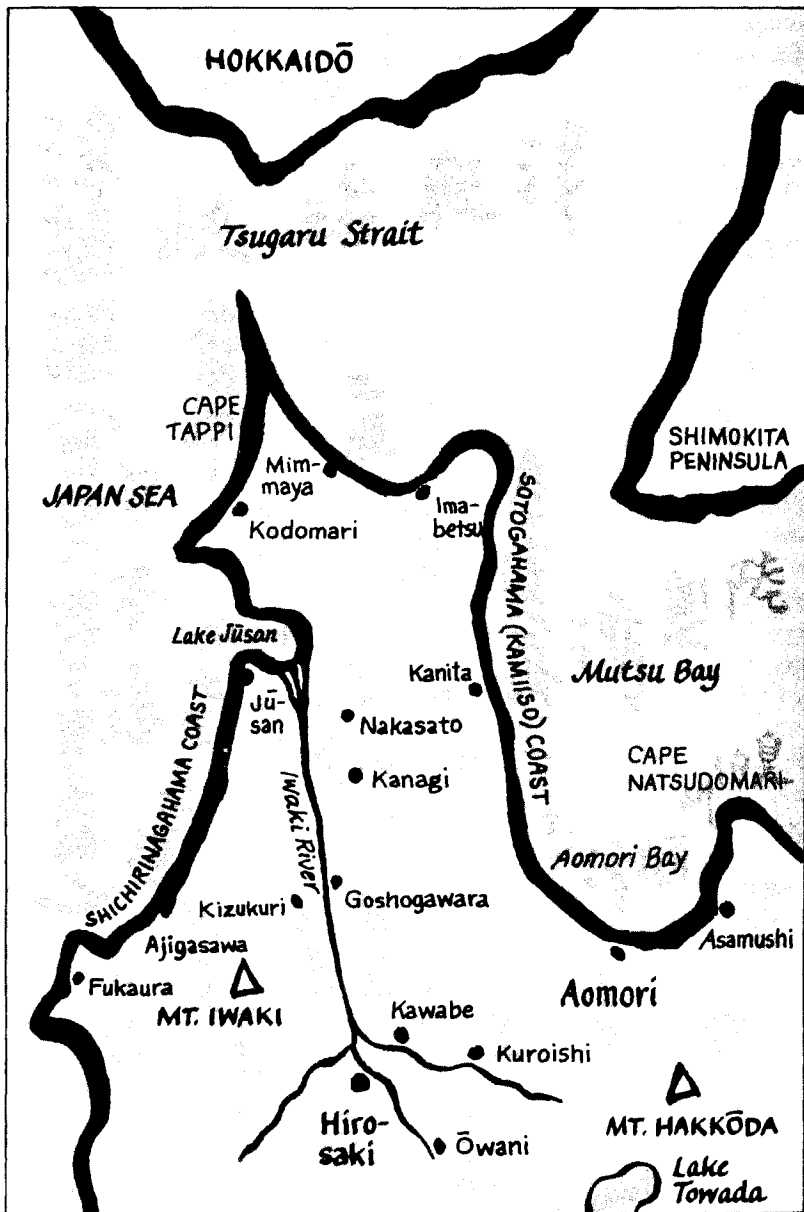 HOKKAIDŌ
Tsugaru Strait
CAPE
TAPPI
SHIMOKITA
PENINSULA
Mim-
maya
JAPAN SEA
Ima-
betsu
Kodomari
SOTOGAHAMA (KAMIISO) COAST
Lake Jūsan
Kanita
Mutsu Bay
Jū-
san
Nakasato
CAPE
NATSUDOMARI
Kanagi
SHICHIRINAGAHAMA COAST
Iwaki River
Aomori Bay
Kizukuri
Goshogawara
Asamushi
Ajigasawa
Fukaura
Aomori
MT. IWAKI
Kawabe
Kuroishi
Hiro-
saki
Ōwani
MT. HAKKŌDA
Lake
Towada